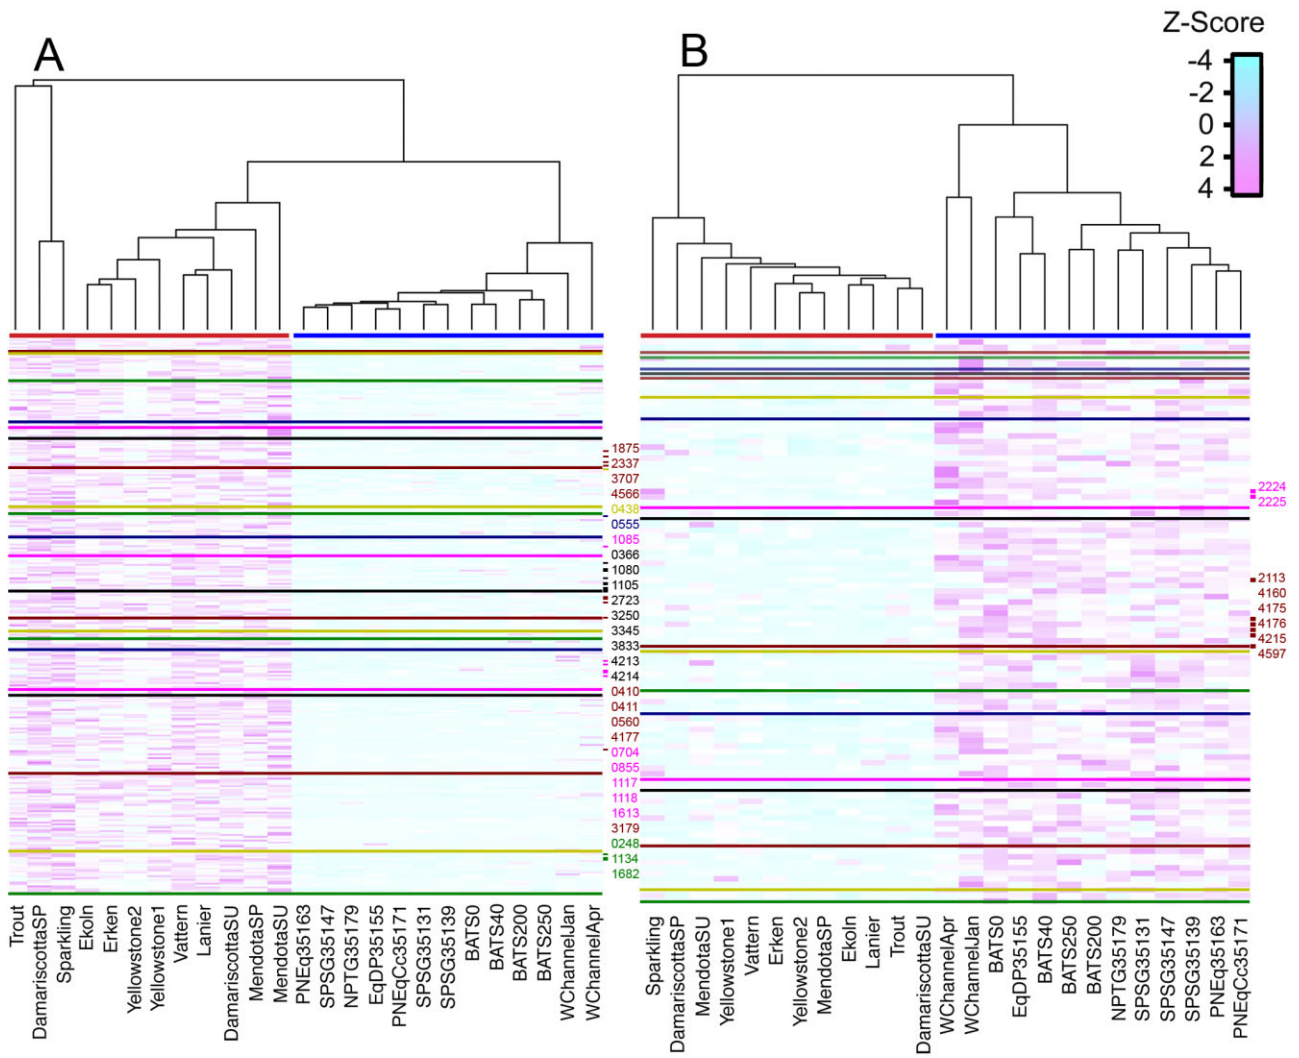 Z-Score
A
B
-4
-2
0
2
4
1875
2337
3707
4566
0438
0555
1085
0366
1080
1105
2723
3250
3345
3833
4213
4214
0410
0411
0560
4177
0704
0855
1117
1118
1613
3179
0248
1134
1682
2224
2225
2113
4160
4175
4176
4215
4597
Trout
DamariscottaSP
Sparkling
Ekoln
Erken
Yellowstone2
Yellowstone1
Vattern
Lanier
DamariscottaSU
MendotaSP
MendotaSU
PNEq35163
SPSG35147
NPTG35179
EqDP35155
PNEqCc35171
SPSG35131
SPSG35139
BATS0
BATS40
BATS200
BATS250
WChannelJan
WChannelApr
Sparkling
DamariscottaSP
MendotaSU
Yellowstone1
Vattern
Erken
Yellowstone2
MendotaSP
Ekoln
Lanier
Trout
DamariscottaSU
WChannelApr
WChannelJan
BATS0
EqDP35155
BATS40
BATS250
BATS200
NPTG35179
SPSG35131
SPSG35147
SPSG35139
PNEq35163
PNEqCc35171